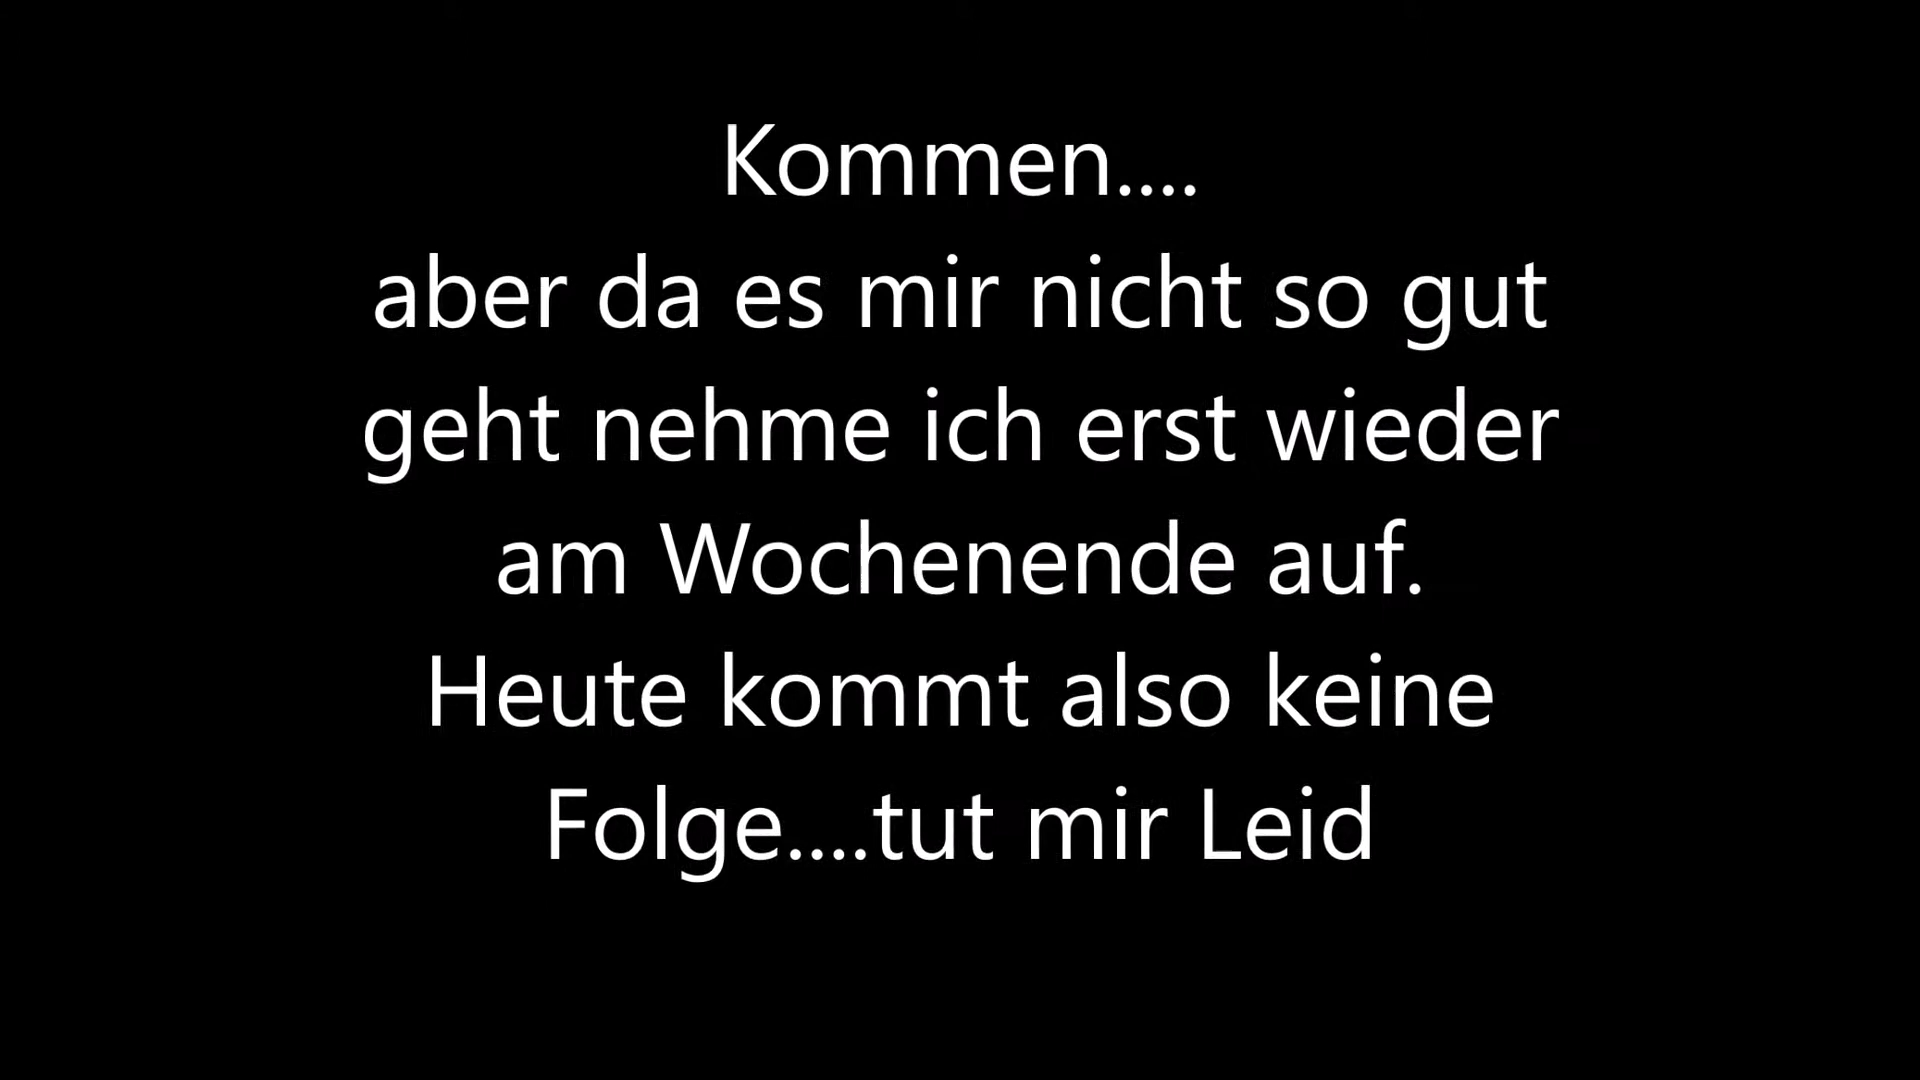 Kommen....
aber da es mir nicht so gut
geht nehme ich erst wieder
am Wochenende auf.
Heute kommt also keine
Folge....tut mir Leid